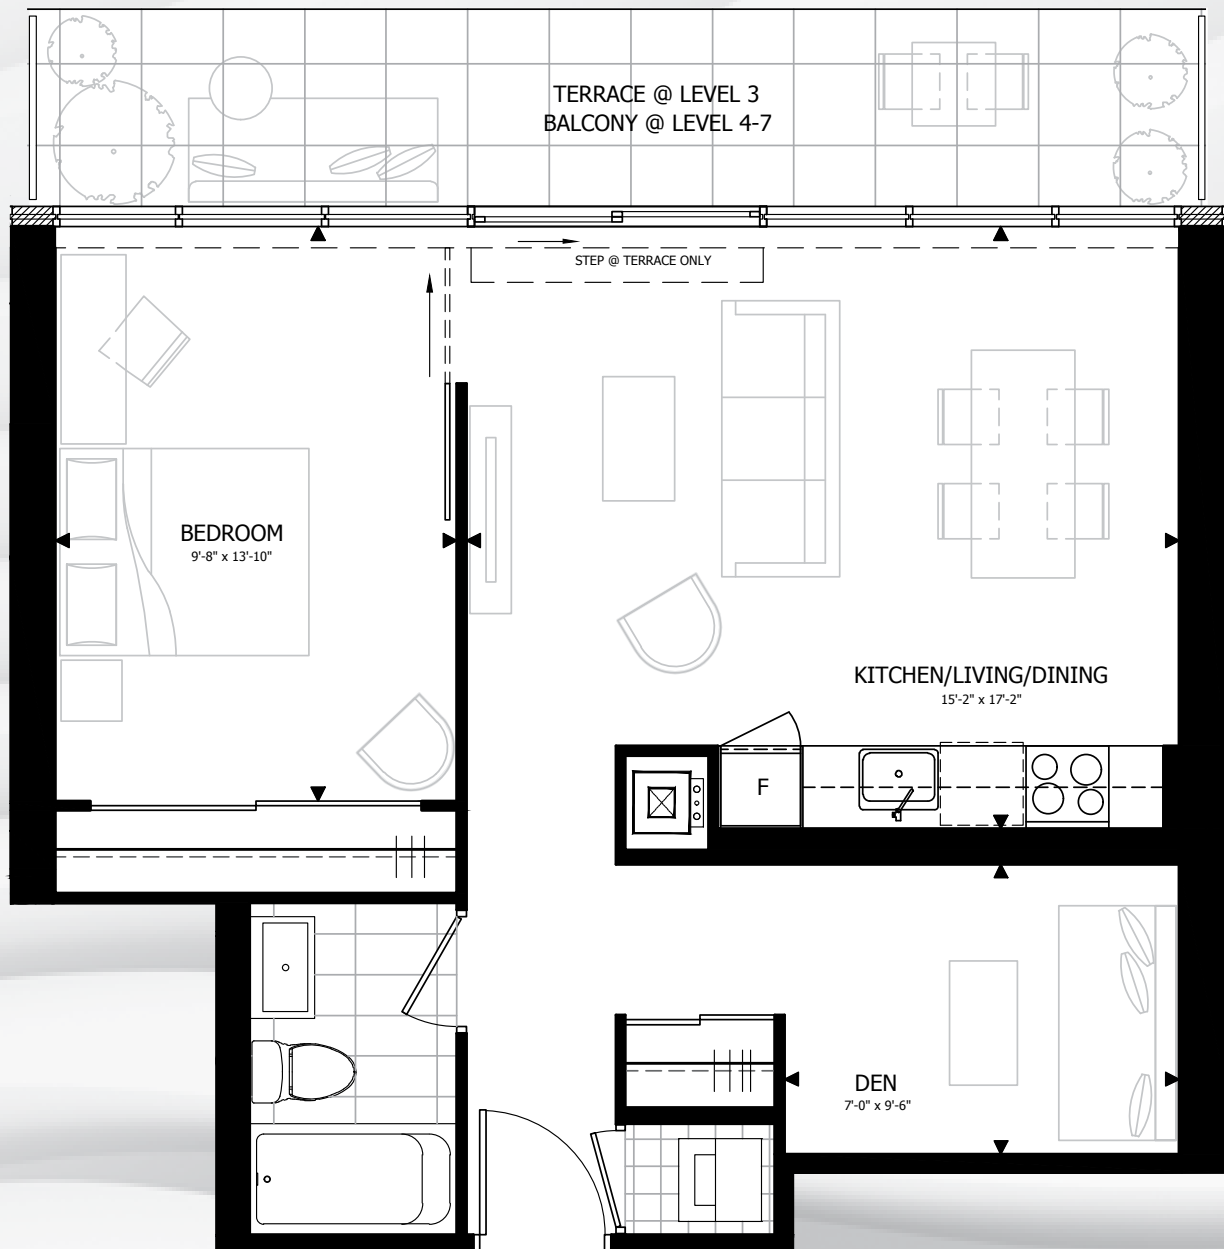 TERRACE @ LEVEL 3
BALCONY @ LEVEL 4-7
STEP @ TERRACE ONLY
BEDROOM
9'-8" x 13'-10"
KITCHEN/LIVING/DINING
15'-2" x 17'-2"
F
DEN
7'-0" x 9'-6"